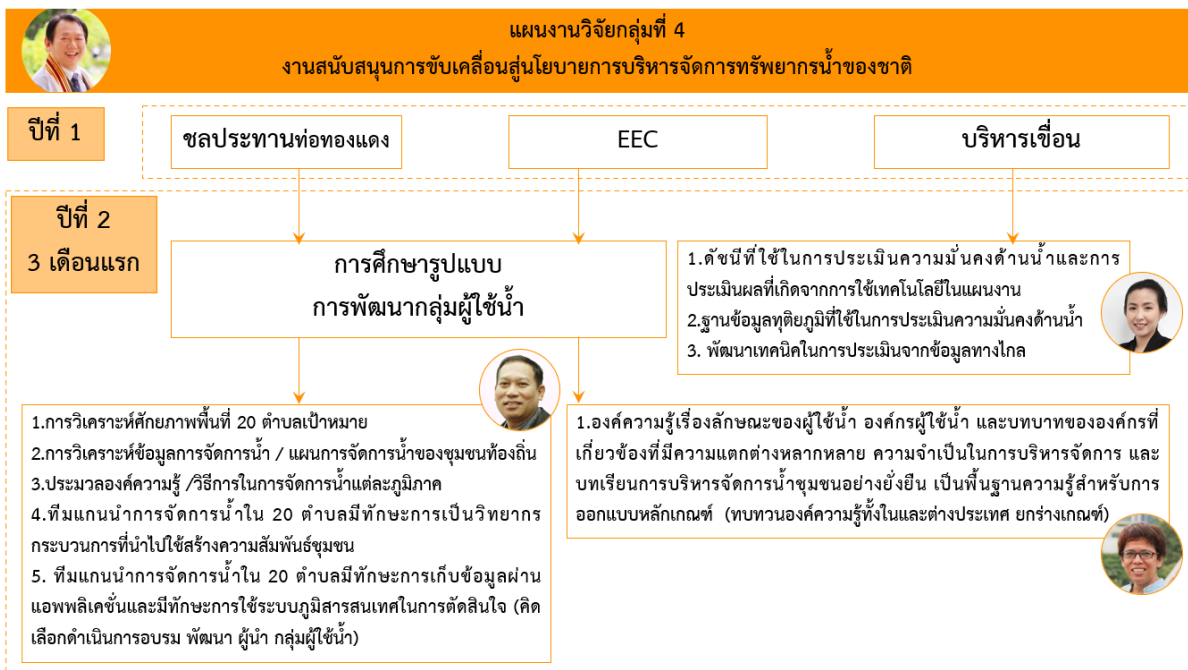 แผนงานวิจัยกลุ่มที่ 4
งานสนับสนุนการขับเคลื่อนสู่นโยบายการบริหารจัดการทรัพยากรน้ำของชาติ
ปีที่ 1
ชลประทานท่อทองแดง
EEC
บริหารเขื่อน
ปีที่ 2
3 เดือนแรก
การศึกษารูปแบบ
การพัฒนากลุ่มผู้ใช้น้ำ
1.ดัชนีที่ใช้ในการประเมินความมั่นคงด้านน้ำและการ
ประเมินผลที่เกิดจากการใช้เทคโนโลยีในแผนงาน
2.ฐานข้อมูลทุติยภูมิที่ใช้ในการประเมินความมั่นคงด้านน้ำ
3. พัฒนาเทคนิคในการประเมินจากข้อมูลทางไกล
1.การวิเคราะห์ศักยภาพพื้นที่ 20 ตำบลเป้าหมาย
2.การวิเคราะห์ข้อมูลการจัดการน้ำ / แผนการจัดการน้ำของชุมชนท้องถิ่น
3.ประมวลองค์ความรู้ /วิธีการในการจัดการน้ำแต่ละภูมิภาค
4.ทีมแกนนำการจัดการน้ำใน 20 ตำบลมีทักษะการเป็นวิทยากร
กระบวนการที่นำไปใช้สร้างความสัมพันธ์ชุมชน
5. ทีมแกนนำการจัดการน้ำใน 20 ตำบลมีทักษะการเก็บข้อมูลผ่าน
แอพพลิเคชั่นและมีทักษะการใช้ระบบภูมิสารสนเทศในการตัดสินใจ (คัด
เลือกดำเนินการอบรม พัฒนา ผู้นำ กลุ่มผู้ใช้น้ำ)
1.องค์ความรู้เรื่องลักษณะของผู้ใช้น้ำ องค์กรผู้ใช้น้ำ และบทบาทขององค์กรที่
เกี่ยวข้องที่มีความแตกต่างหลากหลาย ความจำเป็นในการบริหารจัดการ และ
บทเรียนการบริหารจัดการน้ำชุมชนอย่างยั่งยืน เป็นพื้นฐานความรู้สำหรับการ
ออกแบบหลักเกณฑ์ (ทบทวนองค์ความรู้ทั้งในและต่างประเทศ ยกร่างเกณฑ์)